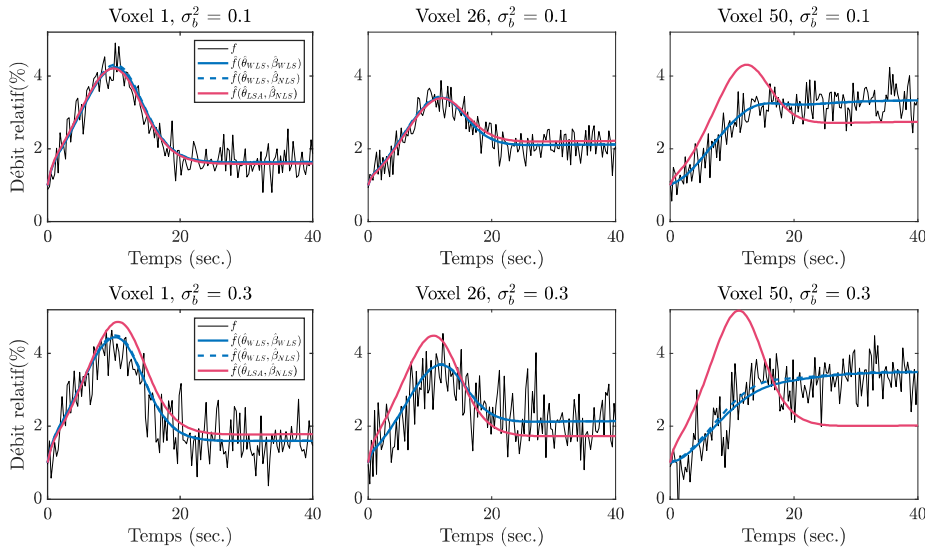 Voxel 1, σ_b^2 = 0.1
Voxel 26, σ_b^2 = 0.1
Voxel 50, σ_b^2 = 0.1
Débit relatif(%)
4
2
0
f
f̂(θ̂_WLS, β̂_WLS)
f̂(θ̂_WLS, β̂_NLS)
f̂(θ̂_LSA, β̂_NLS)
0 20 40
Temps (sec.)
4
2
0
0 20 40
Temps (sec.)
4
2
0
0 20 40
Temps (sec.)
Voxel 1, σ_b^2 = 0.3
Voxel 26, σ_b^2 = 0.3
Voxel 50, σ_b^2 = 0.3
Débit relatif(%)
4
2
0
f
f̂(θ̂_WLS, β̂_WLS)
f̂(θ̂_WLS, β̂_NLS)
f̂(θ̂_LSA, β̂_NLS)
0 20 40
Temps (sec.)
4
2
0
0 20 40
Temps (sec.)
4
2
0
0 20 40
Temps (sec.)